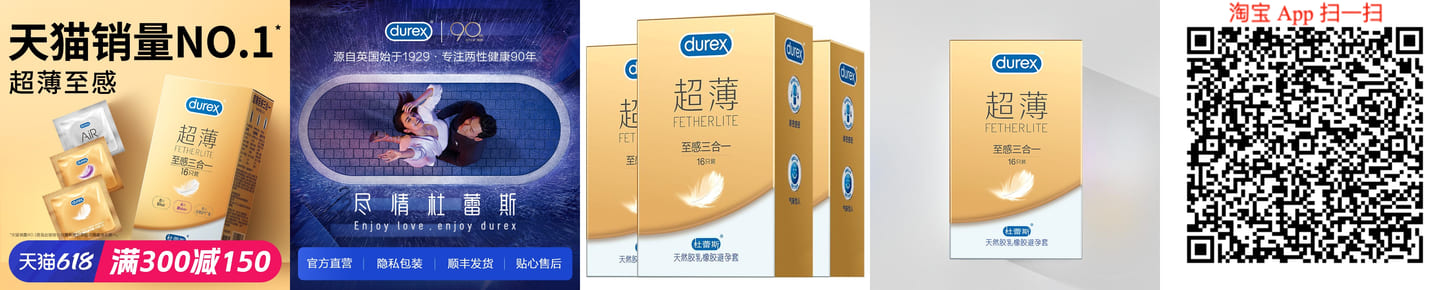 天猫销量NO.1*
超薄至感
durex
AiR
durex
超薄
FETHERLITE
至感三合一
16只装
天猫618
满300减150
durex
90
源自英国始于1929·专注两性健康90年
尽情杜蕾斯
Enjoy love.enjoy durex
官方直营
隐私包装
顺丰发货
贴心售后
durex
超薄
FETHERLITE
至感三合一
16只装
杜蕾斯
天然胶乳橡胶避孕套
durex
durex
超薄
FETHERLITE
至感三合一
16只装
杜蕾斯
天然胶乳橡胶避孕套
淘宝 App 扫一扫